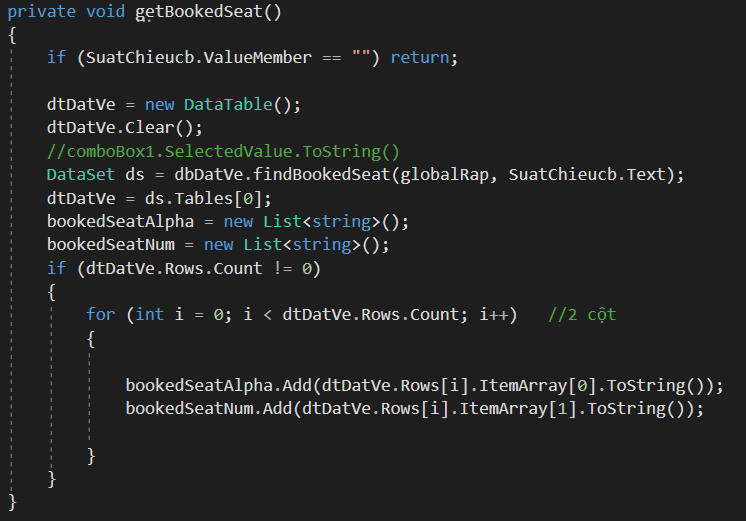 private void getBookedSeat()
{
    if (SuatChieucb.ValueMember == "") return;

    dtDatVe = new DataTable();
    dtDatVe.Clear();
    //comboBox1.SelectedValue.ToString()
    DataSet ds = dbDatVe.findBookedSeat(globalRap, SuatChieucb.Text);
    dtDatVe = ds.Tables[0];
    bookedSeatAlpha = new List<string>();
    bookedSeatNum = new List<string>();
    if (dtDatVe.Rows.Count != 0)
    {
        for (int i = 0; i < dtDatVe.Rows.Count; i++)   //2 cột
        {

            bookedSeatAlpha.Add(dtDatVe.Rows[i].ItemArray[0].ToString());
            bookedSeatNum.Add(dtDatVe.Rows[i].ItemArray[1].ToString());

        }
    }
}